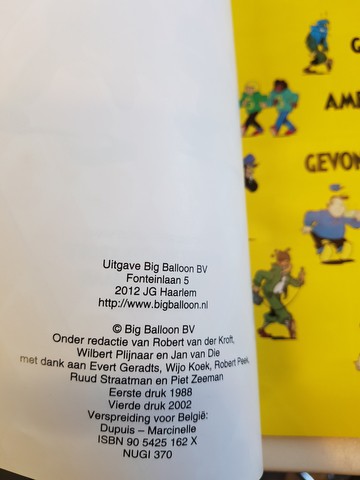 Uitgave Big Balloon BV
Fonteinlaan 5
2012 JG Haarlem
http://www.bigballoon.nl
© Big Balloon BV
Onder redactie van Robert van der Kroft,
Wilbert Plijnaar en Jan van Die
met dank aan Evert Geradts, Wijo Koek, Robert Peek,
Ruud Straatman en Piet Zeeman
Eerste druk 1988
Vierde druk 2002
Verspreiding voor België:
Dupuis – Marcinelle
ISBN 90 5425 162 X
NUGI 370
G
AM
GEVON